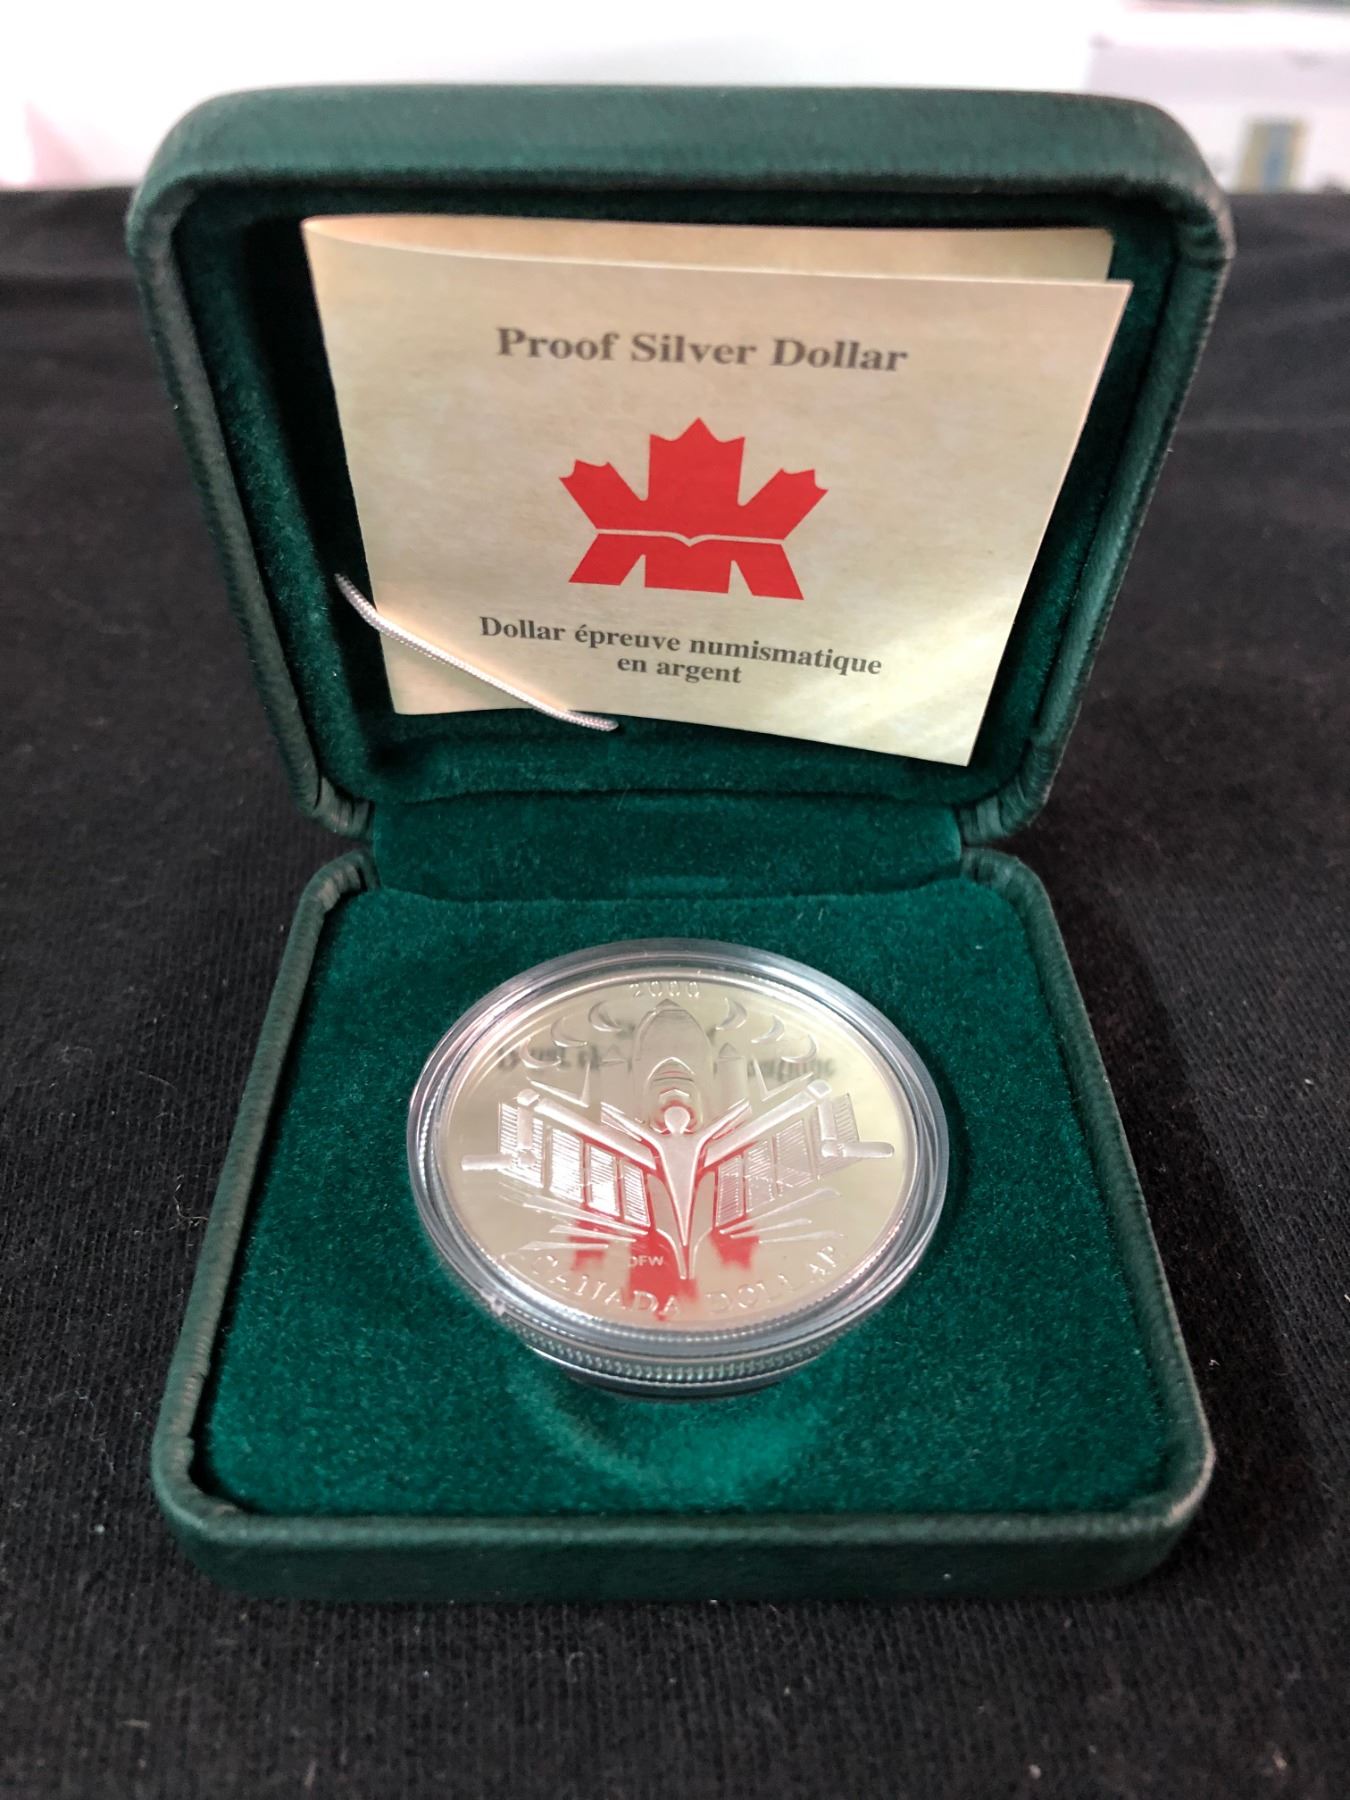 Proof Silver Dollar
Dollar épreuve numismatique
en argent
2000
DFW
CANADA DOLLAR